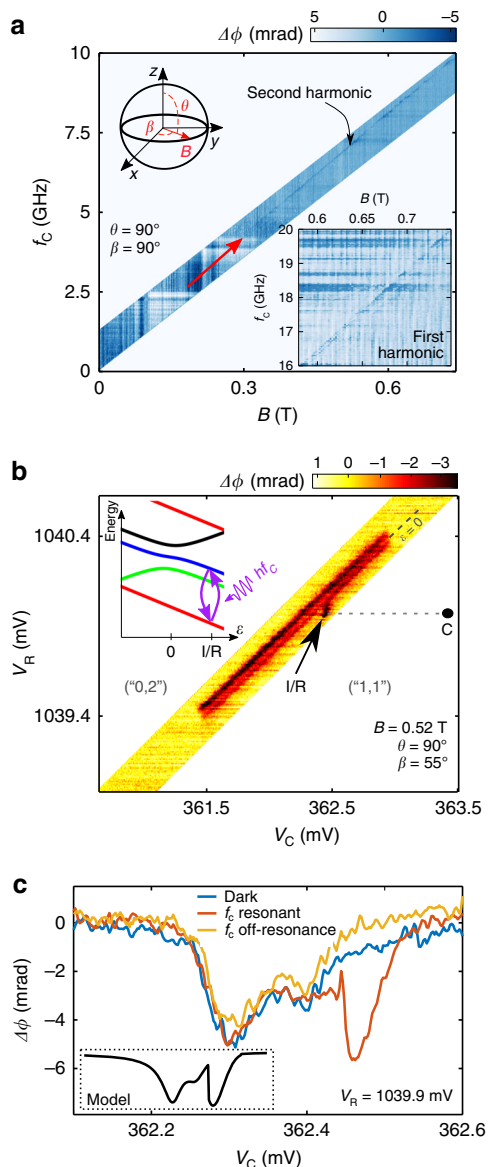 a
Δϕ (mrad)
5 0 −5
10
7.5
5
2.5
0
f_C (GHz)
z
θ
β
B
y
x
θ = 90°
β = 90°
Second harmonic
B (T)
0.6 0.65 0.7
20
19
18
17
16
f_C (GHz)
First harmonic
0 0.3 0.6
B (T)
b
Δϕ (mrad)
1 0 −1 −2 −3
1040.4
1039.4
V_R (mV)
Energy
hf_C
0 I/R ε
ε = 0
C
I/R
("0,2")
("1,1")
B = 0.52 T
θ = 90°
β = 55°
361.5 362.5 363.5
V_C (mV)
c
Dark
f_c resonant
f_c off-resonance
0
−2
−4
−6
Δϕ (mrad)
Model
V_R = 1039.9 mV
362.2 362.4 362.6
V_C (mV)